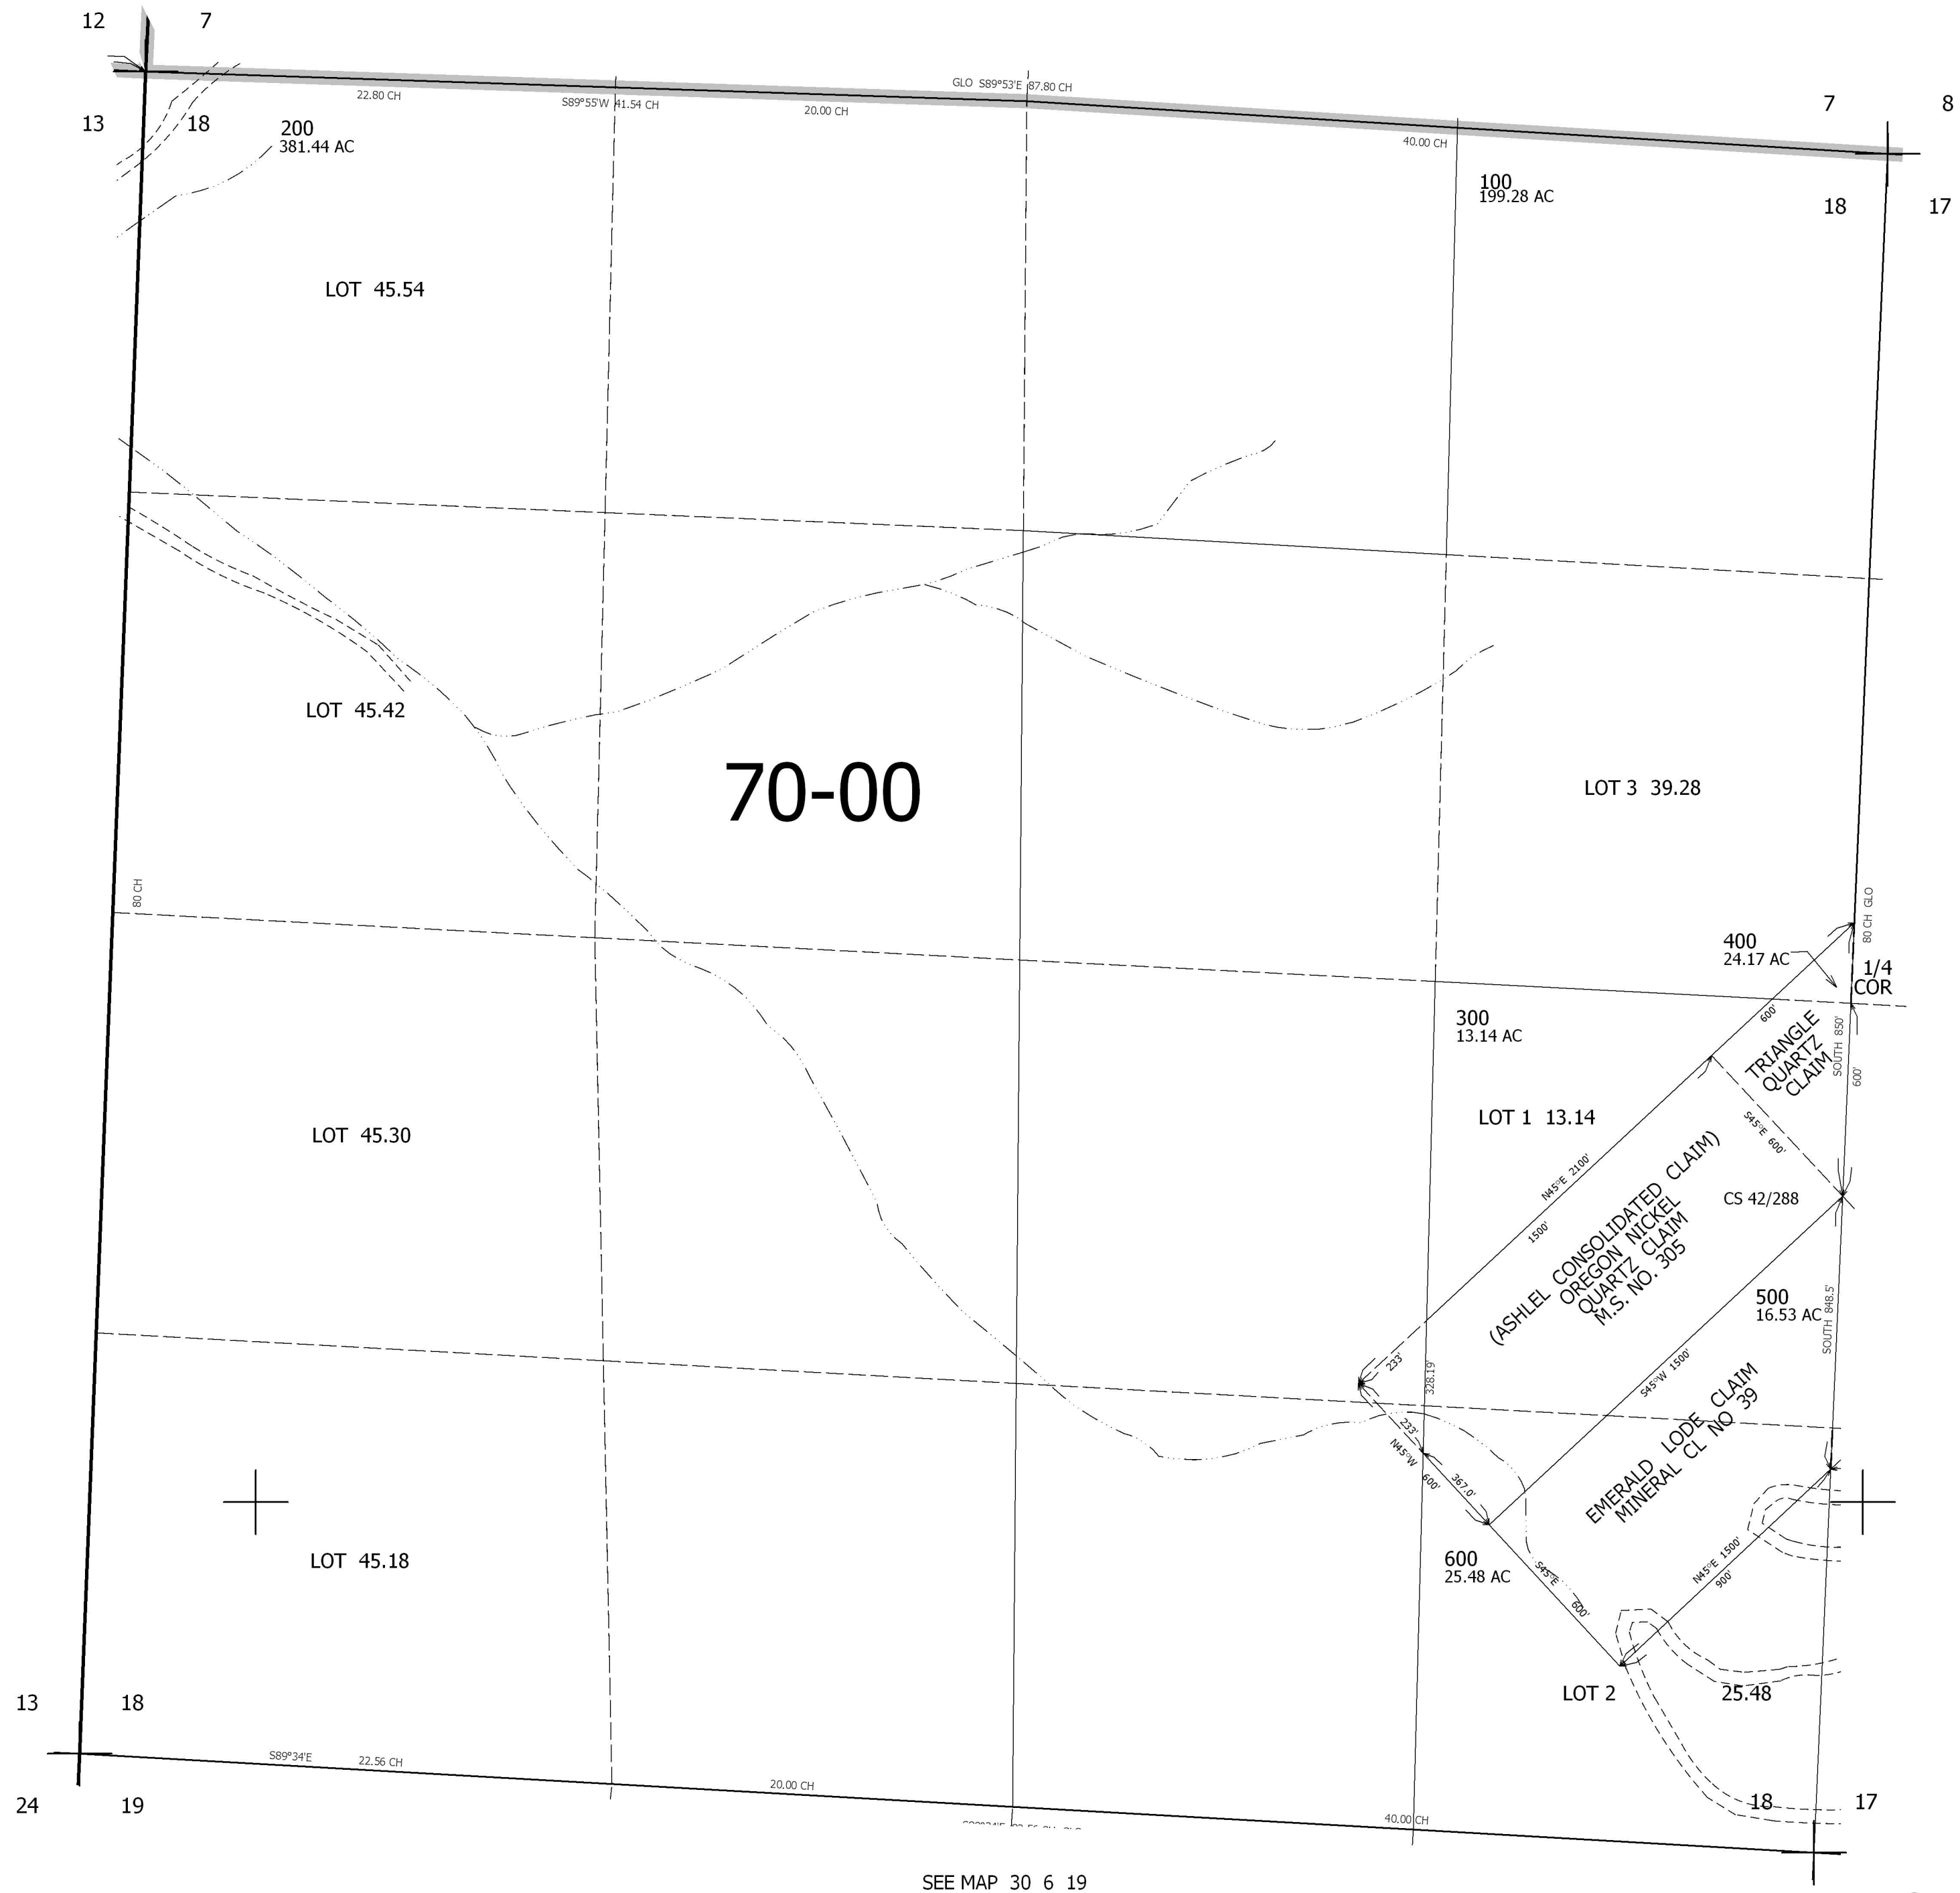 12
7
GLO S89°53'E 87.80 CH
22.80 CH
S89°55'W 41.54 CH
20.00 CH
40.00 CH
7
8
13
18
200
381.44 AC
100
199.28 AC
18
17
LOT 45.54
LOT 45.42
70-00
LOT 3 39.28
80 CH
80 CH GLO
400
24.17 AC
1/4
COR
300
13.14 AC
600'
SOUTH 850'
600'
TRIANGLE
QUARTZ
CLAIM
LOT 45.30
LOT 1 13.14
S45°E 600'
N45°E 2100'
1500'
CS 42/288
(ASHLEL CONSOLIDATED CLAIM)
OREGON NICKEL
QUARTZ CLAIM
M.S. NO. 305
500
16.53 AC
SOUTH 848.5'
233'
328.19'
S45°W 1500'
EMERALD LODE CLAIM
MINERAL CL NO 39
233'
N45°W 600'
367.0'
LOT 45.18
600
25.48 AC
S45°E 600'
N45°E 1500'
900'
LOT 2
25.48
13
18
S89°34'E
22.56 CH
20.00 CH
40.00 CH
18
17
24
19
SEE MAP 30 6 19